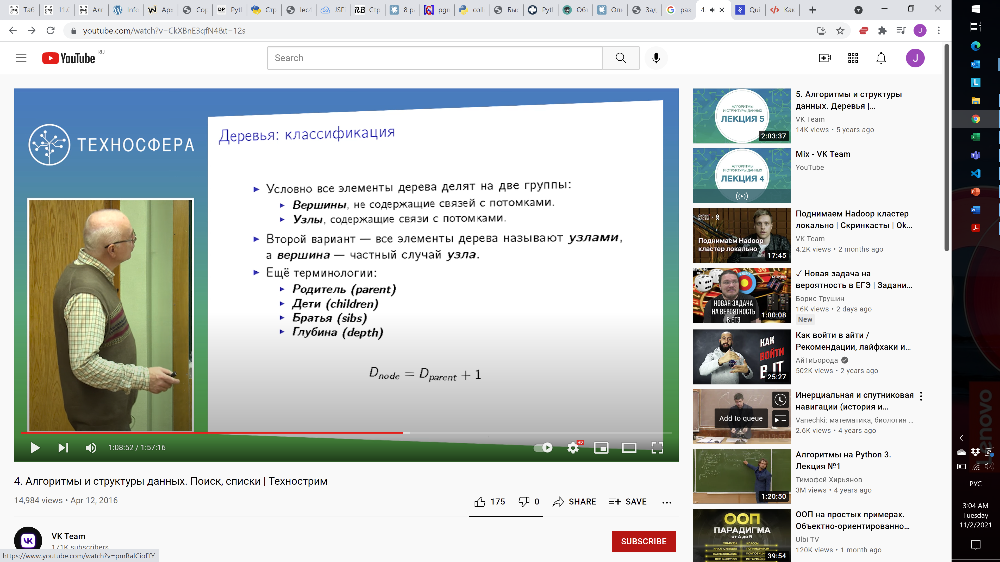 Таб
11.0
Алг
Info
Арх
Cop
DP Pyth
Стр
lec4
JSFi
Стр
8 ра
pgm
coll
Быс
Pyth
Опи
Зад
раз
4.
Qui
Как
youtube.com/watch?v=CkXBnE3qfN4&t=12s
J
YouTube RU
Search
J
ТЕХНОСФЕРА
Деревья: классификация
Условно все элементы дерева делят на две группы:
Вершины, не содержащие связей с потомками.
Узлы, содержащие связи с потомками.
Второй вариант — все элементы дерева называют узлами,
а вершина — частный случай узла.
Ещё терминологии:
Родитель (parent)
Дети (children)
Братья (sibs)
Глубина (depth)
Dnode = Dparent + 1
1:08:52 / 1:57:16
HD
4. Алгоритмы и структуры данных. Поиск, списки | Технострим
14,984 views • Apr 12, 2016
175
0
SHARE
SAVE
VK Team
171K subscribers
SUBSCRIBE
https://www.youtube.com/watch?v=pmRalCioFfY
АЛГОРИТМЫ
И СТРУКТУРЫ ДАННЫХ
ЛЕКЦИЯ 5
2:03:37
5. Алгоритмы и структуры
данных. Деревья |...
VK Team
14K views • 5 years ago
АЛГОРИТМЫ
И СТРУКТУРЫ ДАННЫХ
ЛЕКЦИЯ 4
Mix - VK Team
YouTube
СКРИН
КАСТЫ
Поднимаем Hadoop
кластер локально
17:45
Поднимаем Hadoop кластер
локально | Скринкасты | Ok...
VK Team
4.2K views • 2 months ago
ИГРАЛЬНЫЕ
КОСТИ
МИШЕНЬ
БАТАРЕЙКИ
НОВАЯ ЗАДАЧА
НА ВЕРОЯТНОСТЬ
В ЕГЭ
1:00:08
✓ Новая задача на
вероятность в ЕГЭ | Задани...
Борис Трушин
16K views • 2 days ago
New
КАК
ВОЙТИ
В IT
25:27
Как войти в айти /
Рекомендации, лайфхаки и...
АйТиБорода
502K views • 2 years ago
Add to queue
1:19:57
Инерциальная и спутниковая
навигации (история и...
Vanechki: математика, биология ...
2.6K views • 4 years ago
1:20:50
Алгоритмы на Python 3.
Лекция №1
Тимофей Хирьянов
3M views • 4 years ago
ООП
ПАРАДИГМА
от А до Я
ОБЪЕКТЫ
КЛАССЫ
ИНКАПСУЛЯЦИЯ
ПОЛИМОРФИЗМ
НАСЛЕДОВАНИЕ
DEP. INJECTION
39:54
ООП на простых примерах.
Объектно-ориентированно...
Ulbi TV
120K views • 1 month ago
Lenovo
РУС
3:04 AM
Tuesday
11/2/2021